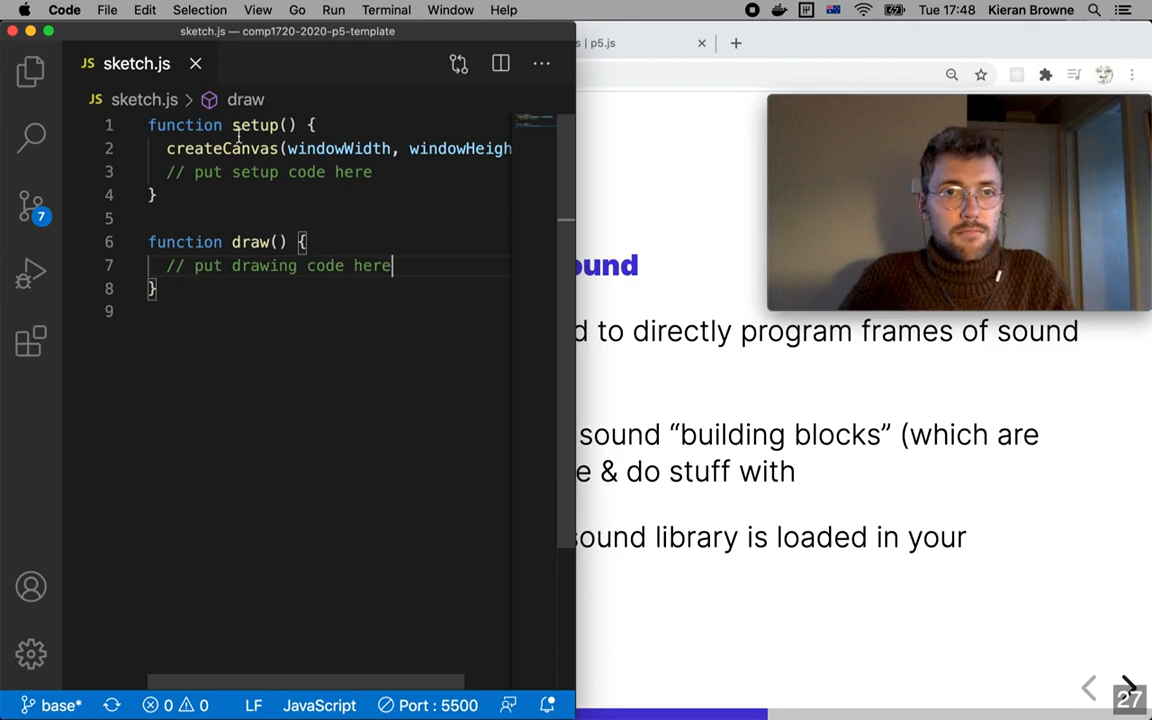 Code File Edit Selection View Go Run Terminal Window Help Tue 17:48 Kieran Browne
sketch.js — comp1720-2020-p5-template
s | p5.js
JS sketch.js
JS sketch.js > draw
1 function setup() {
2 createCanvas(windowWidth, windowHeigh
3 // put setup code here
4 }
5
6 function draw() {
7 // put drawing code here
8 }
9
7
ound
d to directly program frames of sound
sound “building blocks” (which are
e & do stuff with
sound library is loaded in your
base* 0 0 LF JavaScript Port : 5500
27